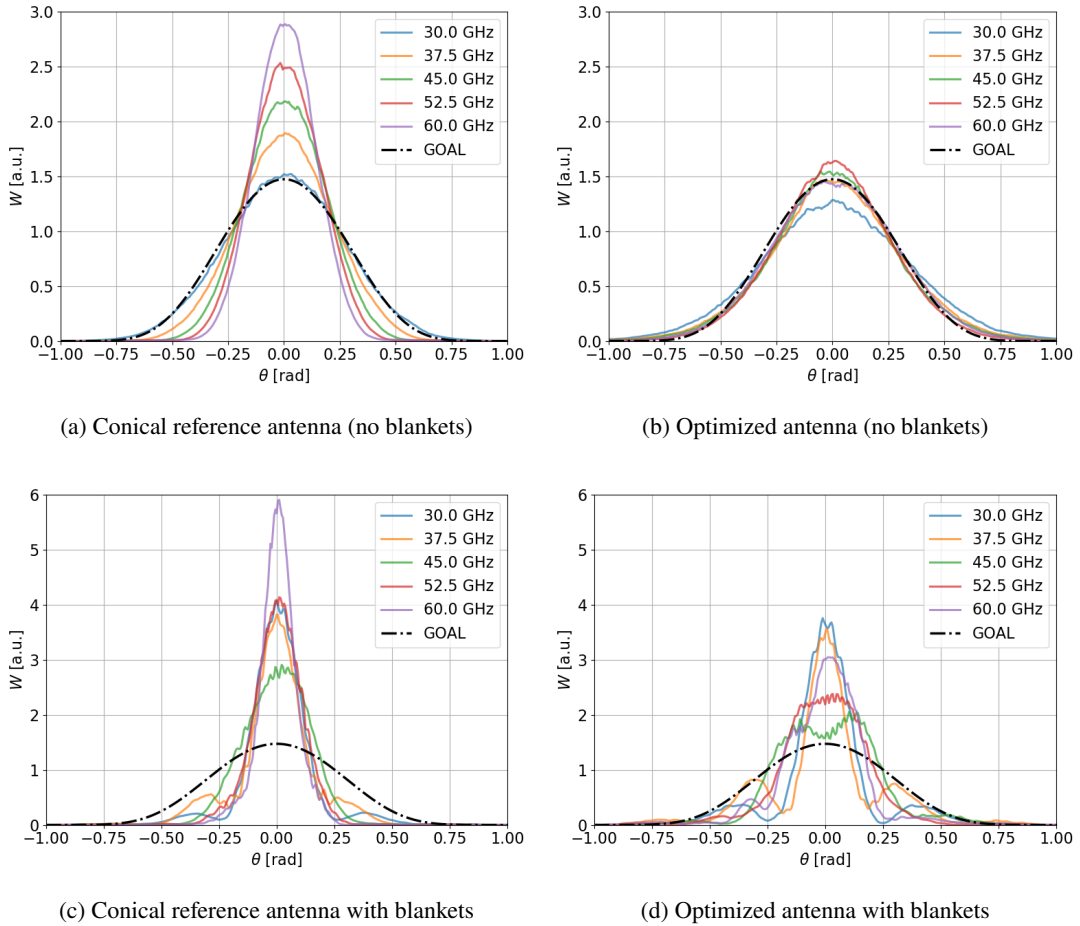 3.0
2.5
2.0
1.5
1.0
0.5
0.0
W [a.u.]
−1.00 −0.75 −0.50 −0.25 0.00 0.25 0.50 0.75 1.00
θ [rad]
30.0 GHz
37.5 GHz
45.0 GHz
52.5 GHz
60.0 GHz
GOAL
(a) Conical reference antenna (no blankets)
3.0
2.5
2.0
1.5
1.0
0.5
0.0
W [a.u.]
−1.00 −0.75 −0.50 −0.25 0.00 0.25 0.50 0.75 1.00
θ [rad]
30.0 GHz
37.5 GHz
45.0 GHz
52.5 GHz
60.0 GHz
GOAL
(b) Optimized antenna (no blankets)
6
5
4
3
2
1
0
W [a.u.]
−1.00 −0.75 −0.50 −0.25 0.00 0.25 0.50 0.75 1.00
θ [rad]
30.0 GHz
37.5 GHz
45.0 GHz
52.5 GHz
60.0 GHz
GOAL
(c) Conical reference antenna with blankets
6
5
4
3
2
1
0
W [a.u.]
−1.00 −0.75 −0.50 −0.25 0.00 0.25 0.50 0.75 1.00
θ [rad]
30.0 GHz
37.5 GHz
45.0 GHz
52.5 GHz
60.0 GHz
GOAL
(d) Optimized antenna with blankets